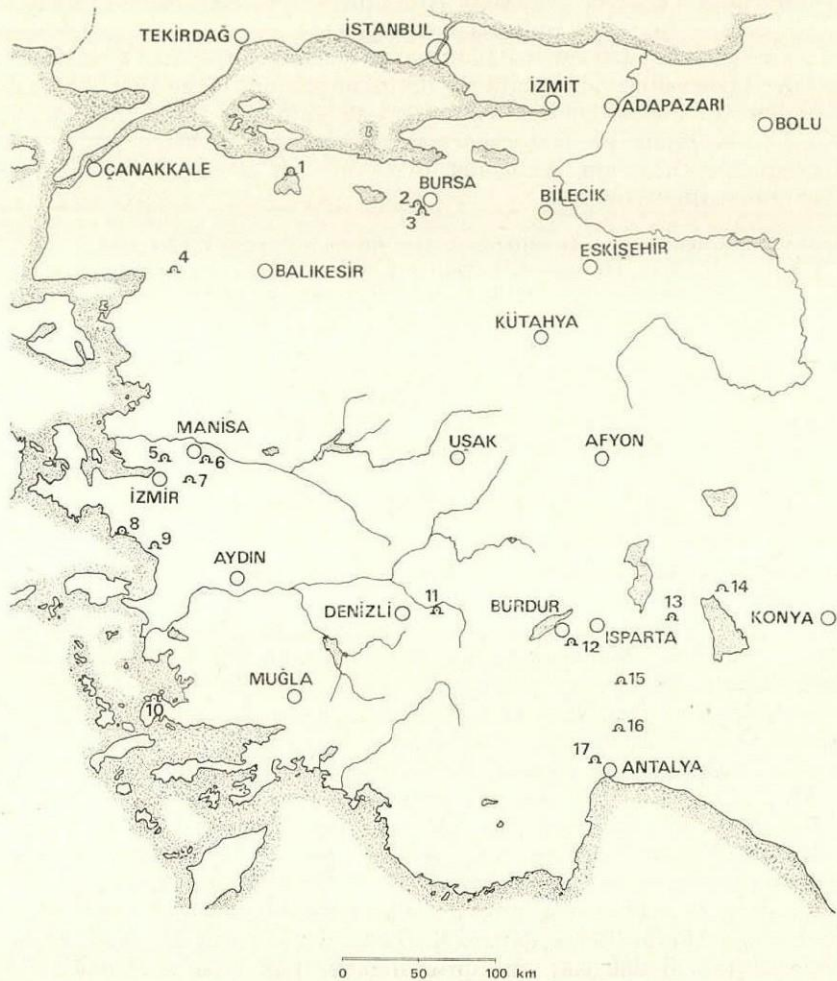 TEKİRDAĞ
İSTANBUL
İZMİT
ADAPAZARI
BOLU
ÇANAKKALE
1
BURSA
2
3
BİLECİK
4
BALIKESİR
ESKİŞEHİR
KÜTAHYA
MANİSA
5
6
UŞAK
AFYON
7
İZMİR
8
9
AYDIN
DENİZLİ
11
BURDUR
12
ISPARTA
13
14
KONYA
15
MUĞLA
10
16
17
ANTALYA
0 50 100 km